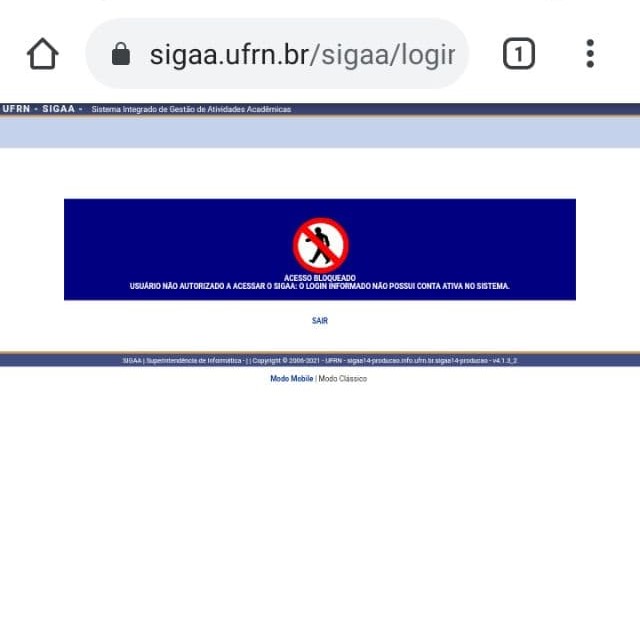 sigaa.ufrn.br/sigaa/logir
1
UFRN - SIGAA - Sistema Integrado de Gestão de Atividades Acadêmicas
ACESSO BLOQUEADO
USUÁRIO NÃO AUTORIZADO A ACESSAR O SIGAA: O LOGIN INFORMADO NÃO POSSUI CONTA ATIVA NO SISTEMA.
SAIR
SIGAA | Superintendência de Informática - | | Copyright © 2006-2021 - UFRN - sigaa14-producao.info.ufrn.br.sigaa14-producao - v4.1.3_2
Modo Mobile | Modo Clássico